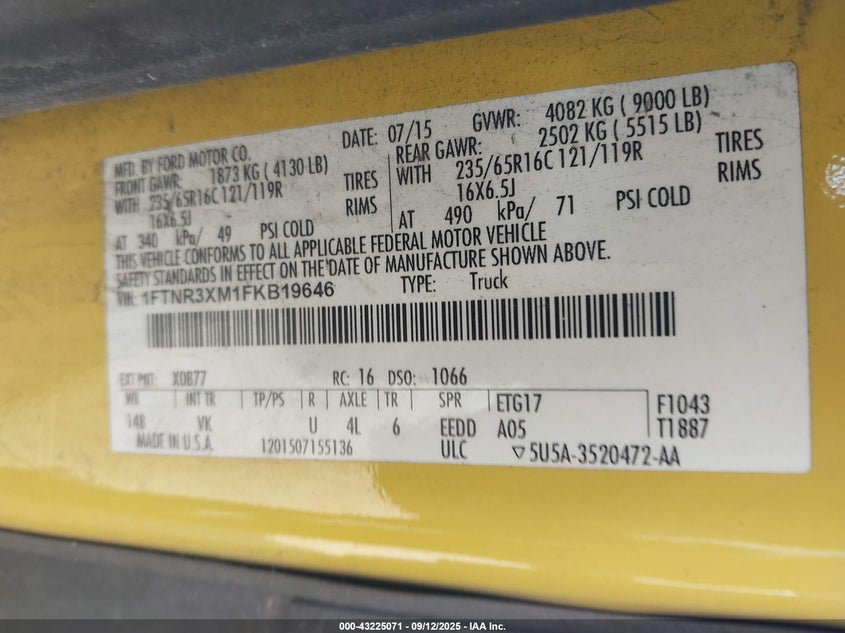 MFD. BY FORD MOTOR CO. DATE: 07/15 GVWR: 4082 KG ( 9000 LB)
FRONT GAWR: 1873 KG ( 4130 LB) REAR GAWR: 2502 KG ( 5515 LB)
WITH 235/65R16C 121/119R TIRES WITH 235/65R16C 121/119R TIRES
16X6.5J RIMS 16X6.5J RIMS
AT 340 kPa/ 49 PSI COLD AT 490 kPa/ 71 PSI COLD
THIS VEHICLE CONFORMS TO ALL APPLICABLE FEDERAL MOTOR VEHICLE
SAFETY STANDARDS IN EFFECT ON THE DATE OF MANUFACTURE SHOWN ABOVE.
VIN: 1FTNR3XM1FKB19646 TYPE: Truck
EXT PNT: X0877 RC: 16 DSO: 1066
WB INT TR TP/PS R AXLE TR SPR ETG17 F1043
148 VK U 4L 6 EEDD A05 T1887
MADE IN U.S.A. 1201507155136 ULC ▽5U5A-3520472-AA
000-43225071 - 09/12/2025 - IAA Inc.